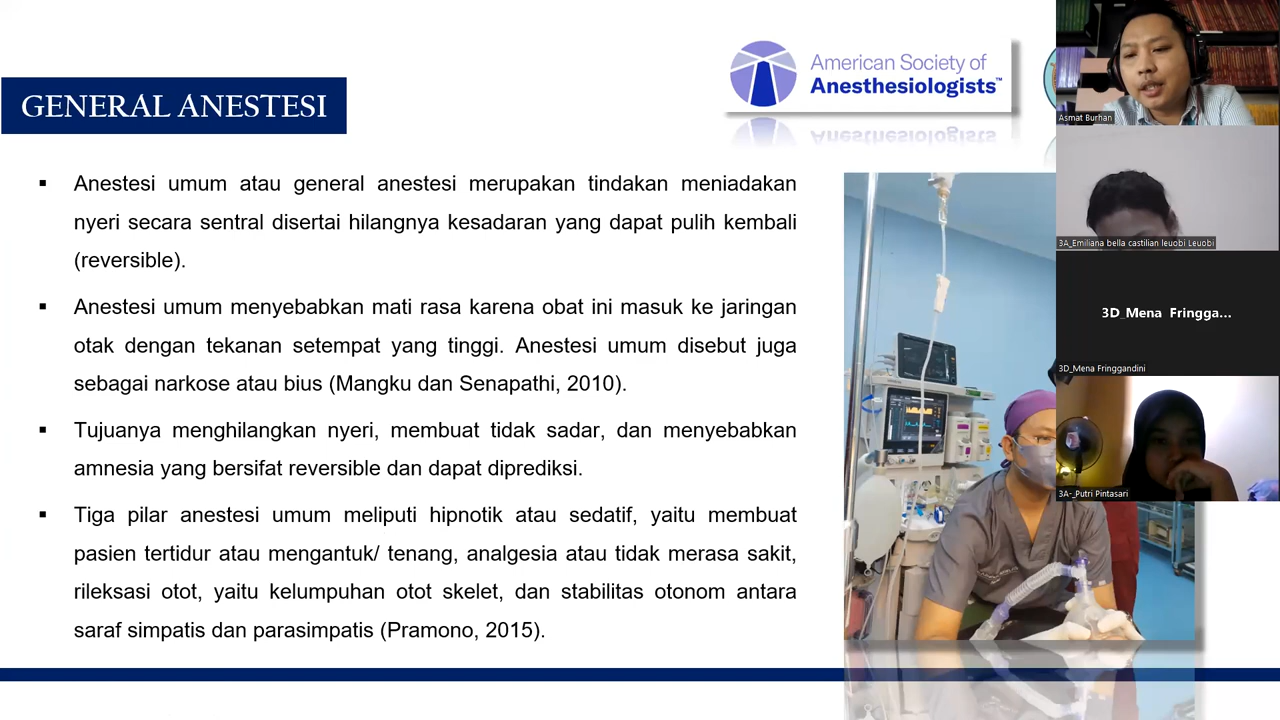 American Society of
Anesthesiologists™
GENERAL ANESTESI
▪ Anestesi umum atau general anestesi merupakan tindakan meniadakan
nyeri secara sentral disertai hilangnya kesadaran yang dapat pulih kembali
(reversible).
▪ Anestesi umum menyebabkan mati rasa karena obat ini masuk ke jaringan
otak dengan tekanan setempat yang tinggi. Anestesi umum disebut juga
sebagai narkose atau bius (Mangku dan Senapathi, 2010).
▪ Tujuanya menghilangkan nyeri, membuat tidak sadar, dan menyebabkan
amnesia yang bersifat reversible dan dapat diprediksi.
▪ Tiga pilar anestesi umum meliputi hipnotik atau sedatif, yaitu membuat
pasien tertidur atau mengantuk/ tenang, analgesia atau tidak merasa sakit,
rileksasi otot, yaitu kelumpuhan otot skelet, dan stabilitas otonom antara
saraf simpatis dan parasimpatis (Pramono, 2015).
Asmat Burhan
3A_Emiliana bella castilian leuobi Leuobi
3D_Mena Fringga...
3D_Mena Fringgandini
3A-_Putri Pintasari